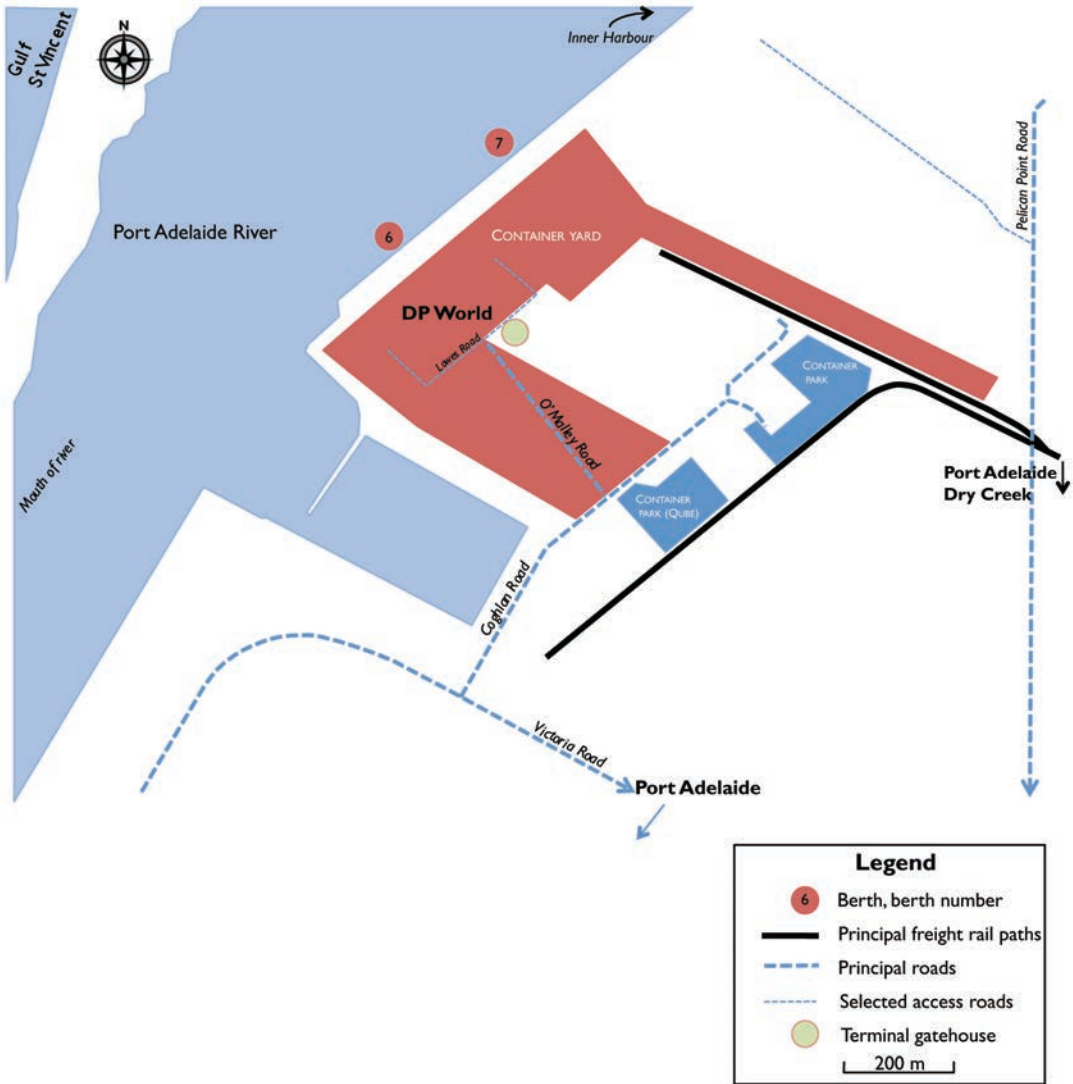 Gulf
St Vincent
N
Inner Harbour
7
Pelican Point Road
Port Adelaide River
6
CONTAINER YARD
DP World
Lowes Road
CONTAINER
PARK
O'Malley Road
Port Adelaide
Dry Creek
Mouth of river
CONTAINER
PARK (QUBE)
Coghlan Road
Victoria Road
Port Adelaide
Legend
6 Berth, berth number
Principal freight rail paths
Principal roads
Selected access roads
Terminal gatehouse
200 m